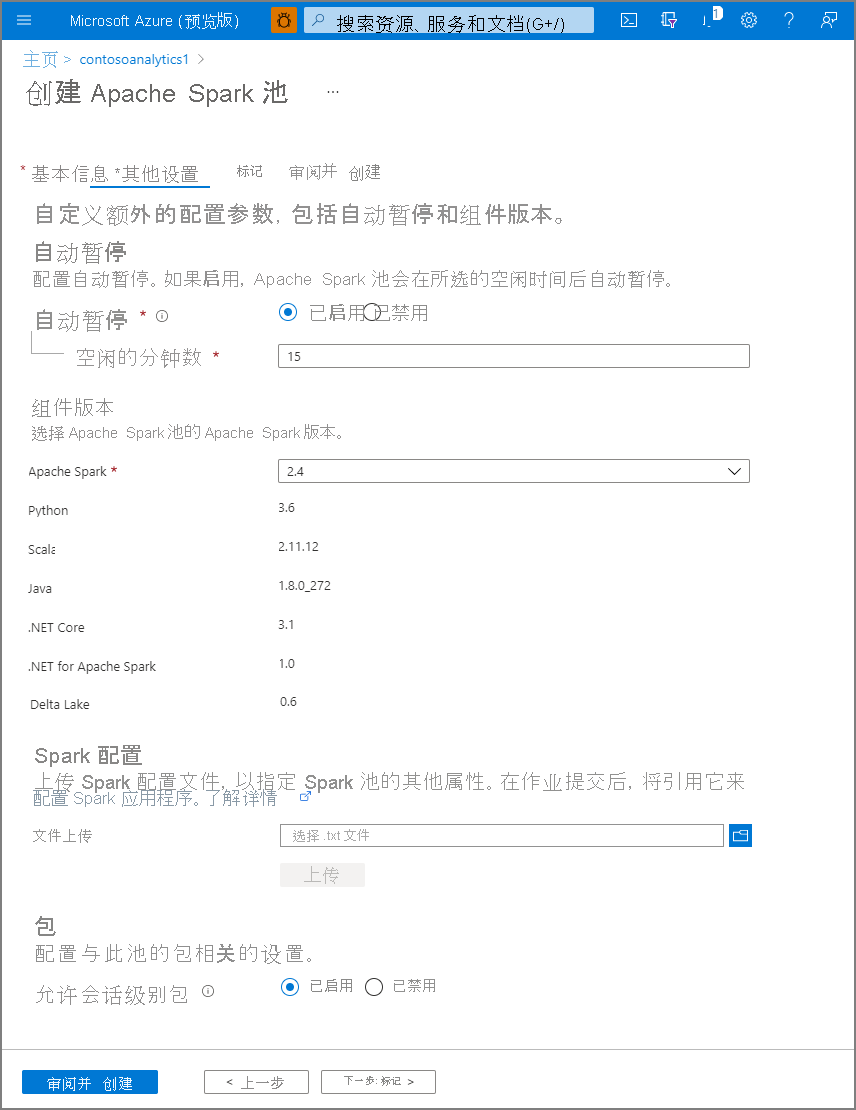 Microsoft Azure (预览版)
搜索资源、服务和文档(G+/)
1
主页 > contosoanalytics1 >
创建 Apache Spark 池 ...
* 基本信息 *其他设置 标记 审阅并 创建
自定义额外的配置参数, 包括自动暂停和组件版本。
自动暂停
配置自动暂停。如果启用, Apache Spark 池会在所选的空闲时间后自动暂停。
自动暂停 * 已启用 已禁用
空闲的分钟数 * 15
组件版本
选择 Apache Spark 池的 Apache Spark 版本。
Apache Spark * 2.4
Python 3.6
Scala 2.11.12
Java 1.8.0_272
.NET Core 3.1
.NET for Apache Spark 1.0
Delta Lake 0.6
Spark 配置
上传 Spark 配置文件, 以指定 Spark 池的其他属性。在作业提交后, 将引用它来
配置 Spark 应用程序。了解详情
文件上传 选择 .txt 文件
上传
包
配置与此池的包相关的设置。
允许会话级别包 已启用 已禁用
审阅并 创建 < 上一步 下一步: 标记 >